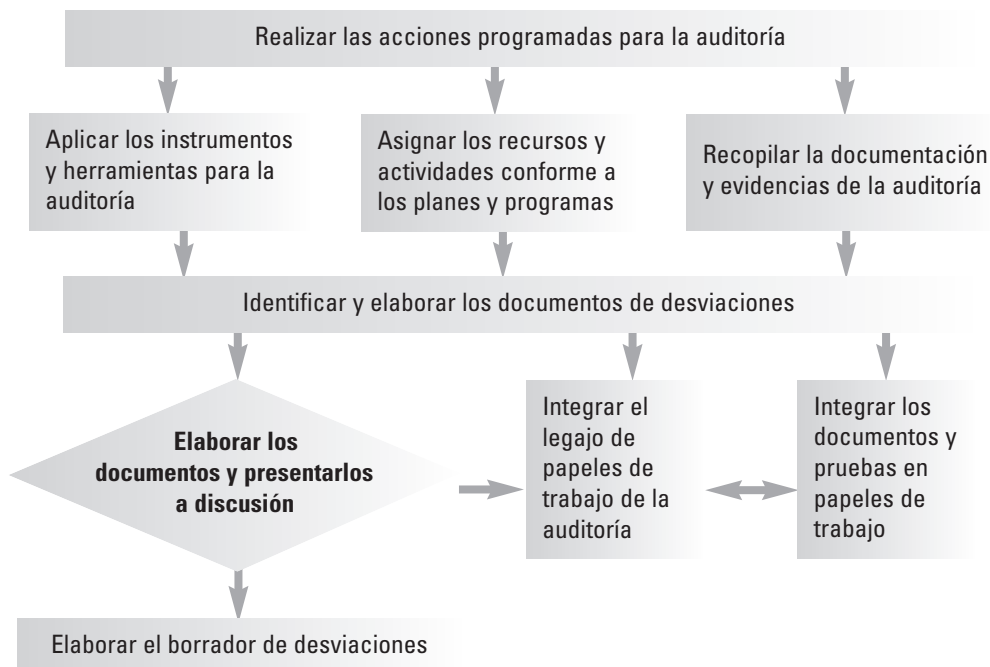 Realizar las acciones programadas para la auditoría
Aplicar los instrumentos
y herramientas para la
auditoría
Asignar los recursos y
actividades conforme a
los planes y programas
Recopilar la documentación
y evidencias de la auditoría
Identificar y elaborar los documentos de desviaciones
Elaborar los
documentos y presentarlos
a discusión
Integrar el
legajo de
papeles de
trabajo de la
auditoría
Integrar los
documentos y
pruebas en
papeles de
trabajo
Elaborar el borrador de desviaciones